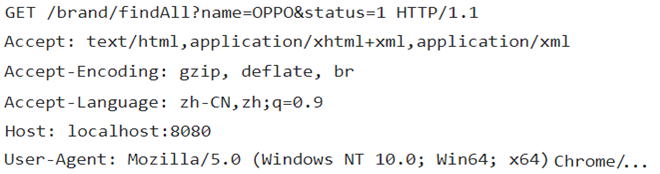 GET /brand/findAll?name=OPPO&status=1 HTTP/1.1
Accept: text/html,application/xhtml+xml,application/xml
Accept-Encoding: gzip, deflate, br
Accept-Language: zh-CN,zh;q=0.9
Host: localhost:8080
User-Agent: Mozilla/5.0 (Windows NT 10.0; Win64; x64) Chrome/...